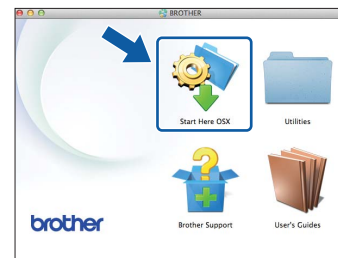 BROTHER
Start Here OSX
Utilities
Brother Support
User's Guides
brother